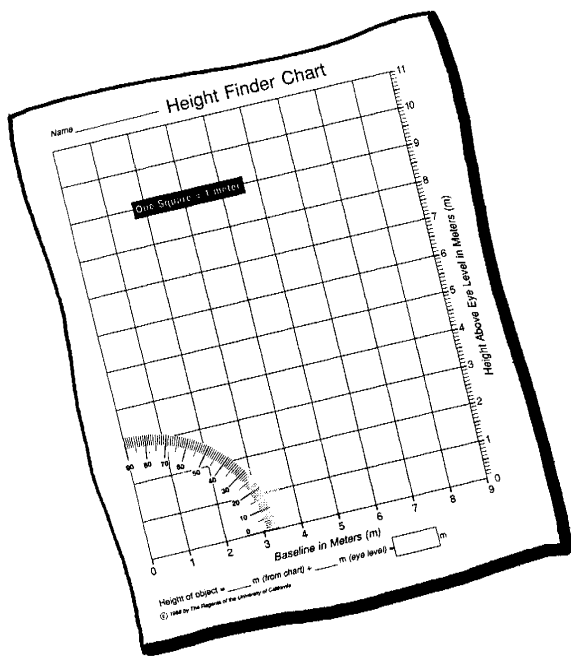 Height Finder Chart
Name
One Square = 1 meter
11
10
9
8
7
6
5
4
3
2
1
0
Height Above Eye Level in Meters (m)
90 80 70 60 50 40 30 20 10 0
0 1 2 3 4 5 6 7 8 9
Baseline in Meters (m)
Height of object = ____ m (from chart) + ____ m (eye level) = m
© 1988 by The Regents of the University of California